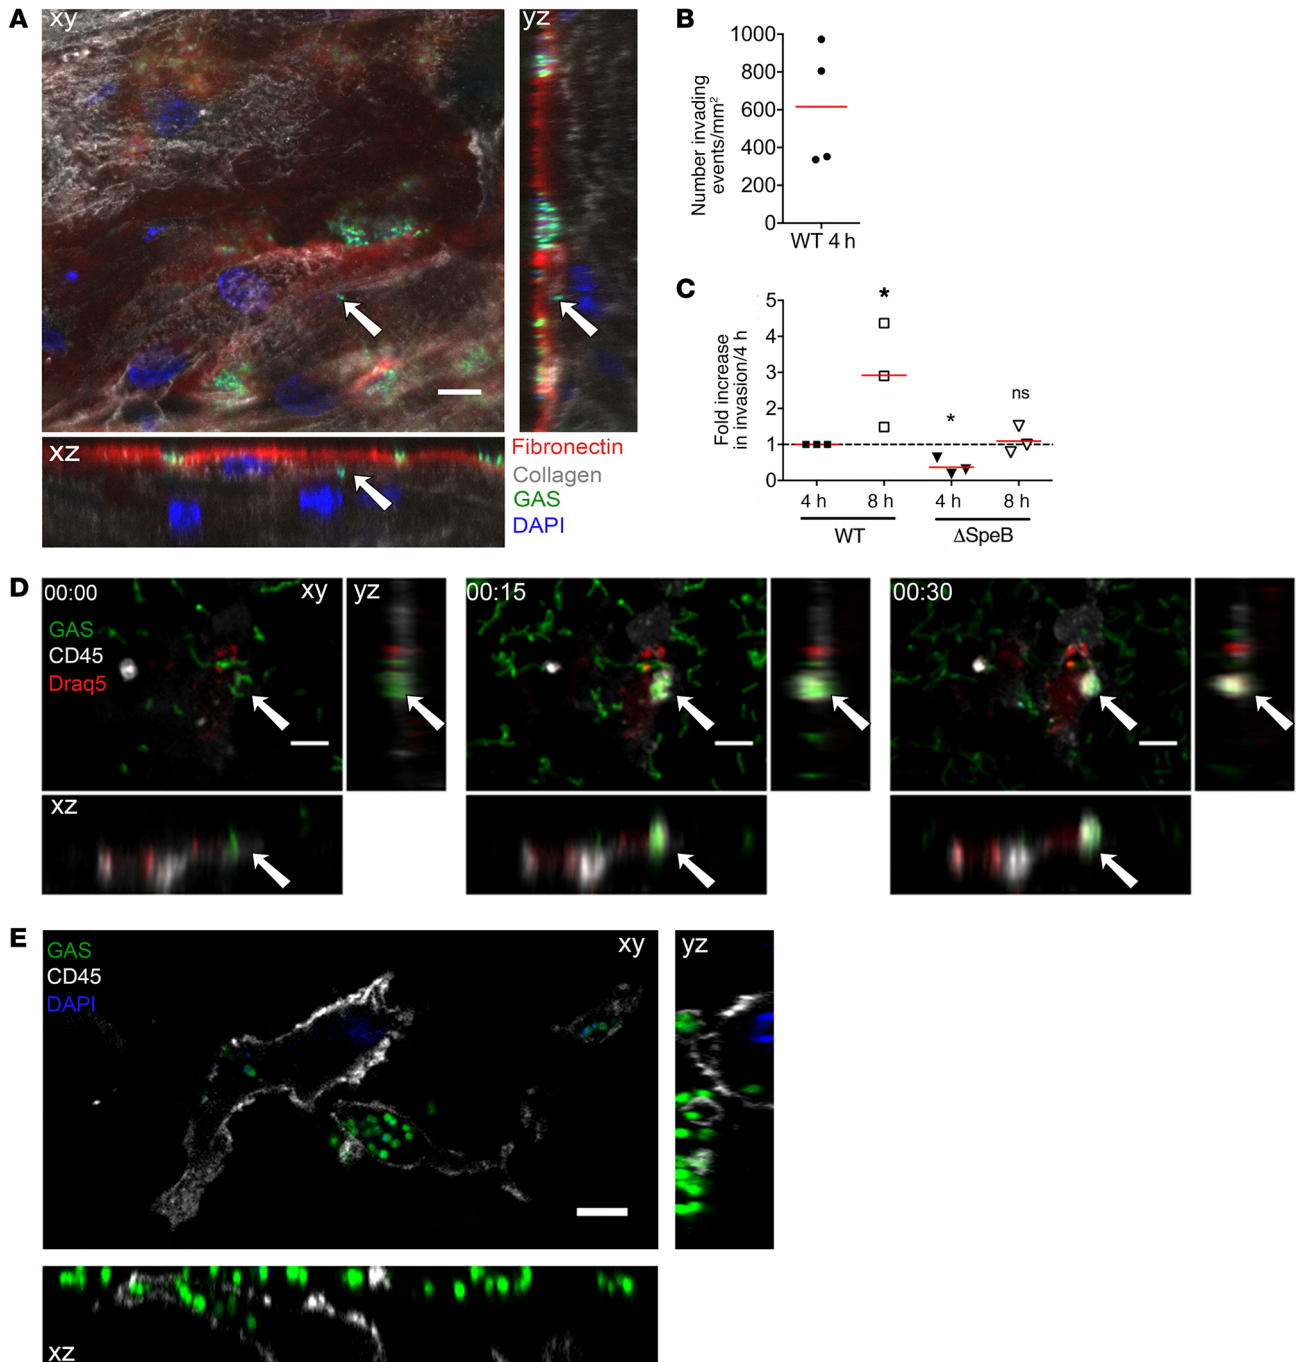 A
xy
yz
xz
Fibronectin
Collagen
GAS
DAPI
B
Number invading
events/mm²
1000
800
600
400
200
0
WT 4 h
C
Fold increase
in invasion/4 h
5
4
3
2
1
0
*
*
ns
4 h 8 h 4 h 8 h
WT ΔSpeB
D
00:00 xy yz 00:15 00:30
GAS
CD45
Draq5
xz
E
GAS
CD45
DAPI
xy
yz
xz